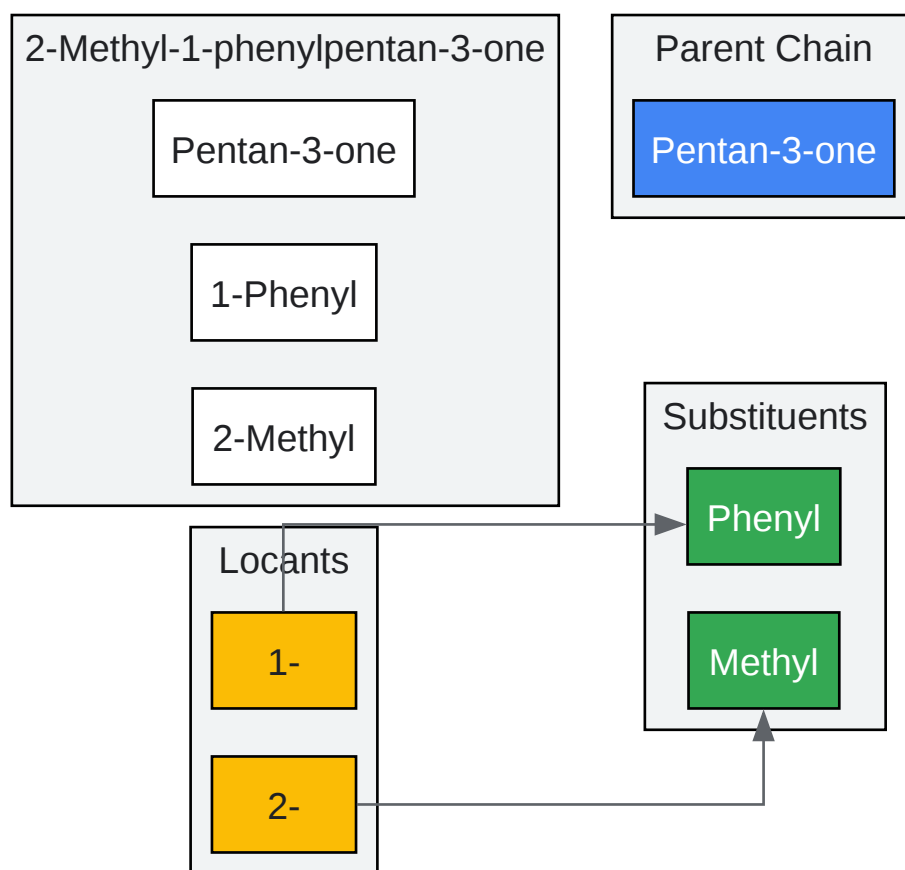 2-Methyl-1-phenylpentan-3-one
Pentan-3-one
1-Phenyl
2-Methyl
Parent Chain
Pentan-3-one
Substituents
Phenyl
Methyl
Locants
1-
2-